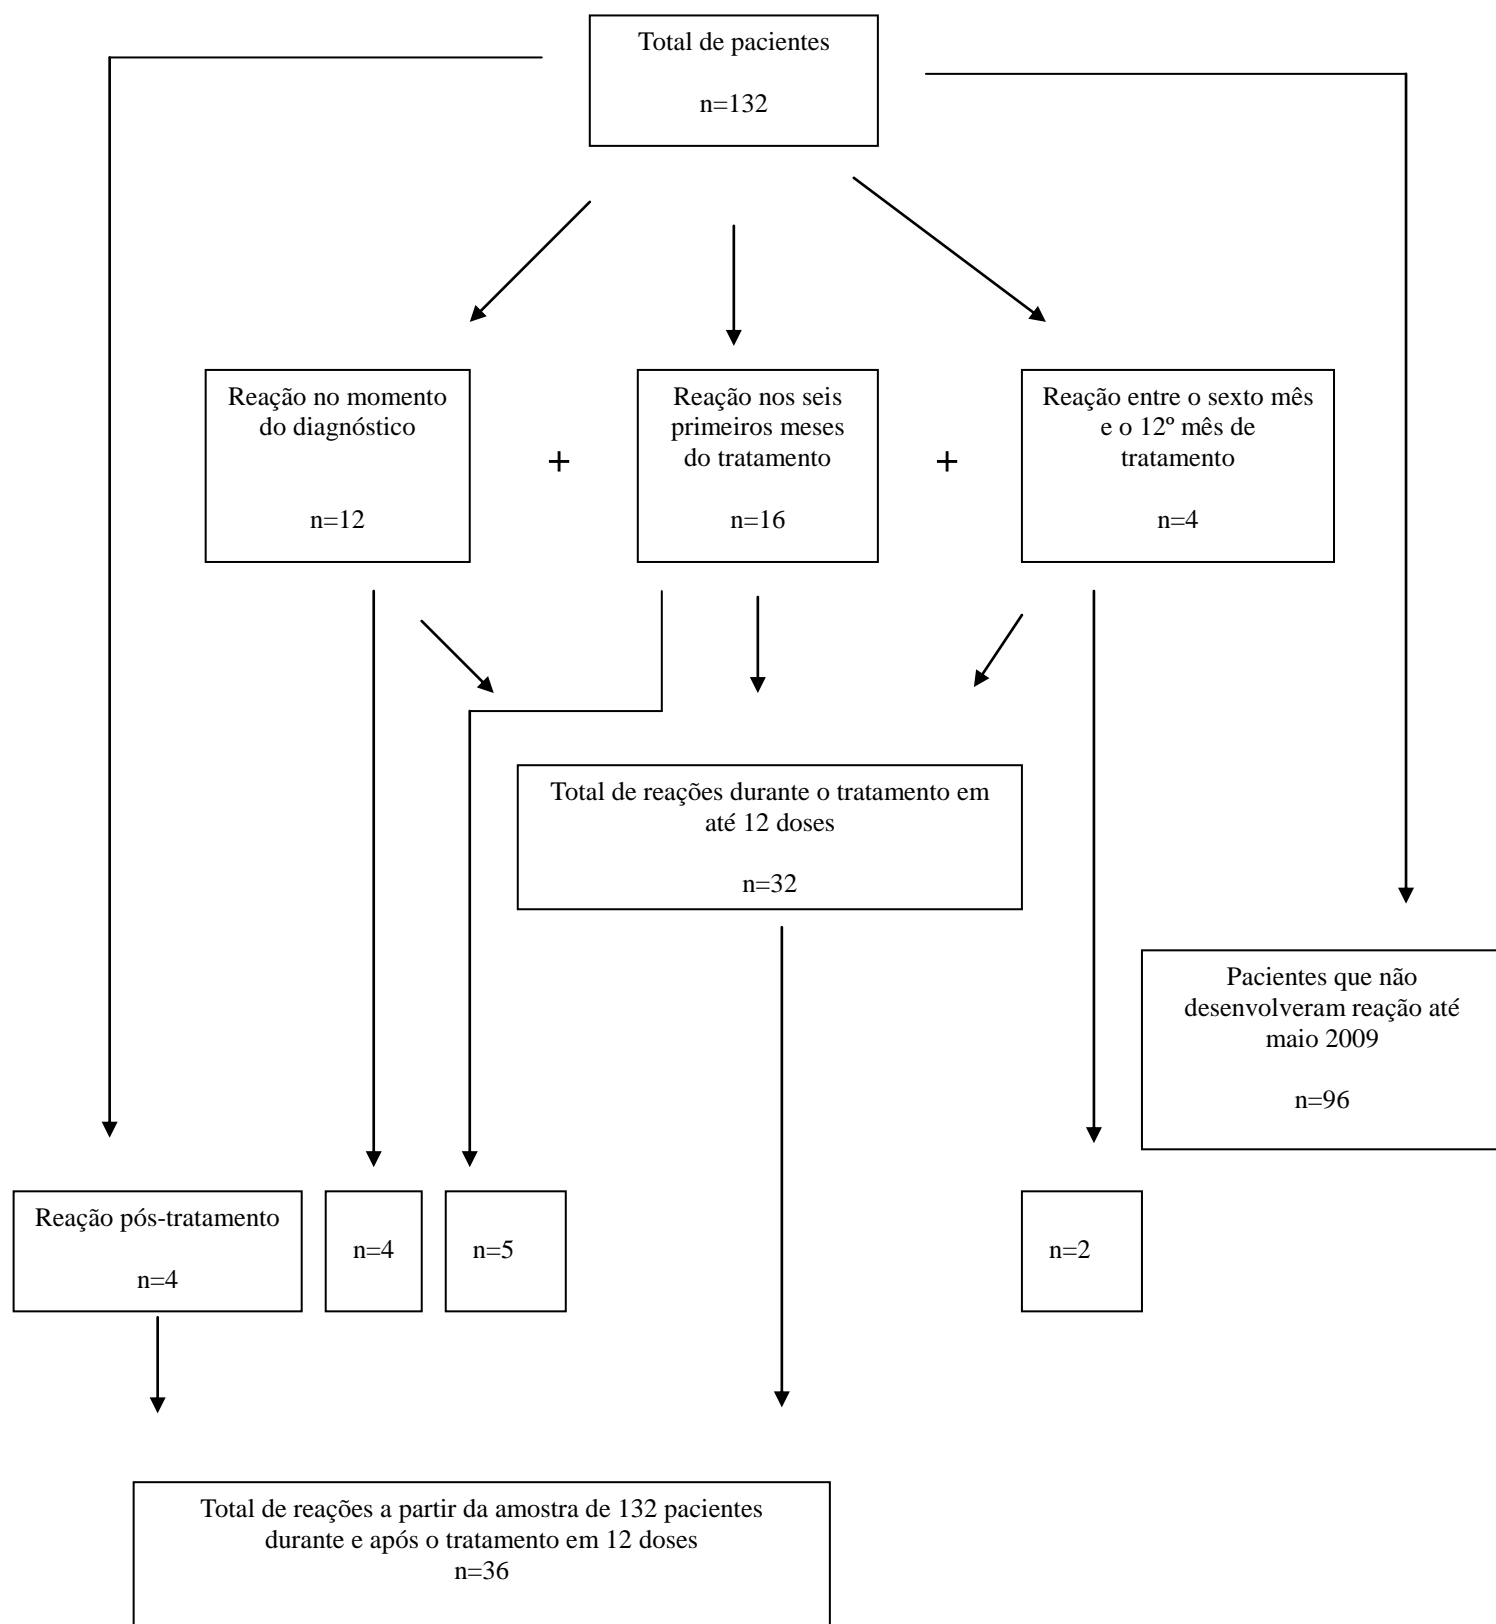 Total de pacientes
n=132
Reação no momento
do diagnóstico
n=12
+
Reação nos seis
primeiros meses
do tratamento
n=16
+
Reação entre o sexto mês
e o 12º mês de
tratamento
n=4
Total de reações durante o tratamento em
até 12 doses
n=32
Pacientes que não
desenvolveram reação até
maio 2009
n=96
Reação pós-tratamento
n=4
n=4
n=5
n=2
Total de reações a partir da amostra de 132 pacientes
durante e após o tratamento em 12 doses
n=36